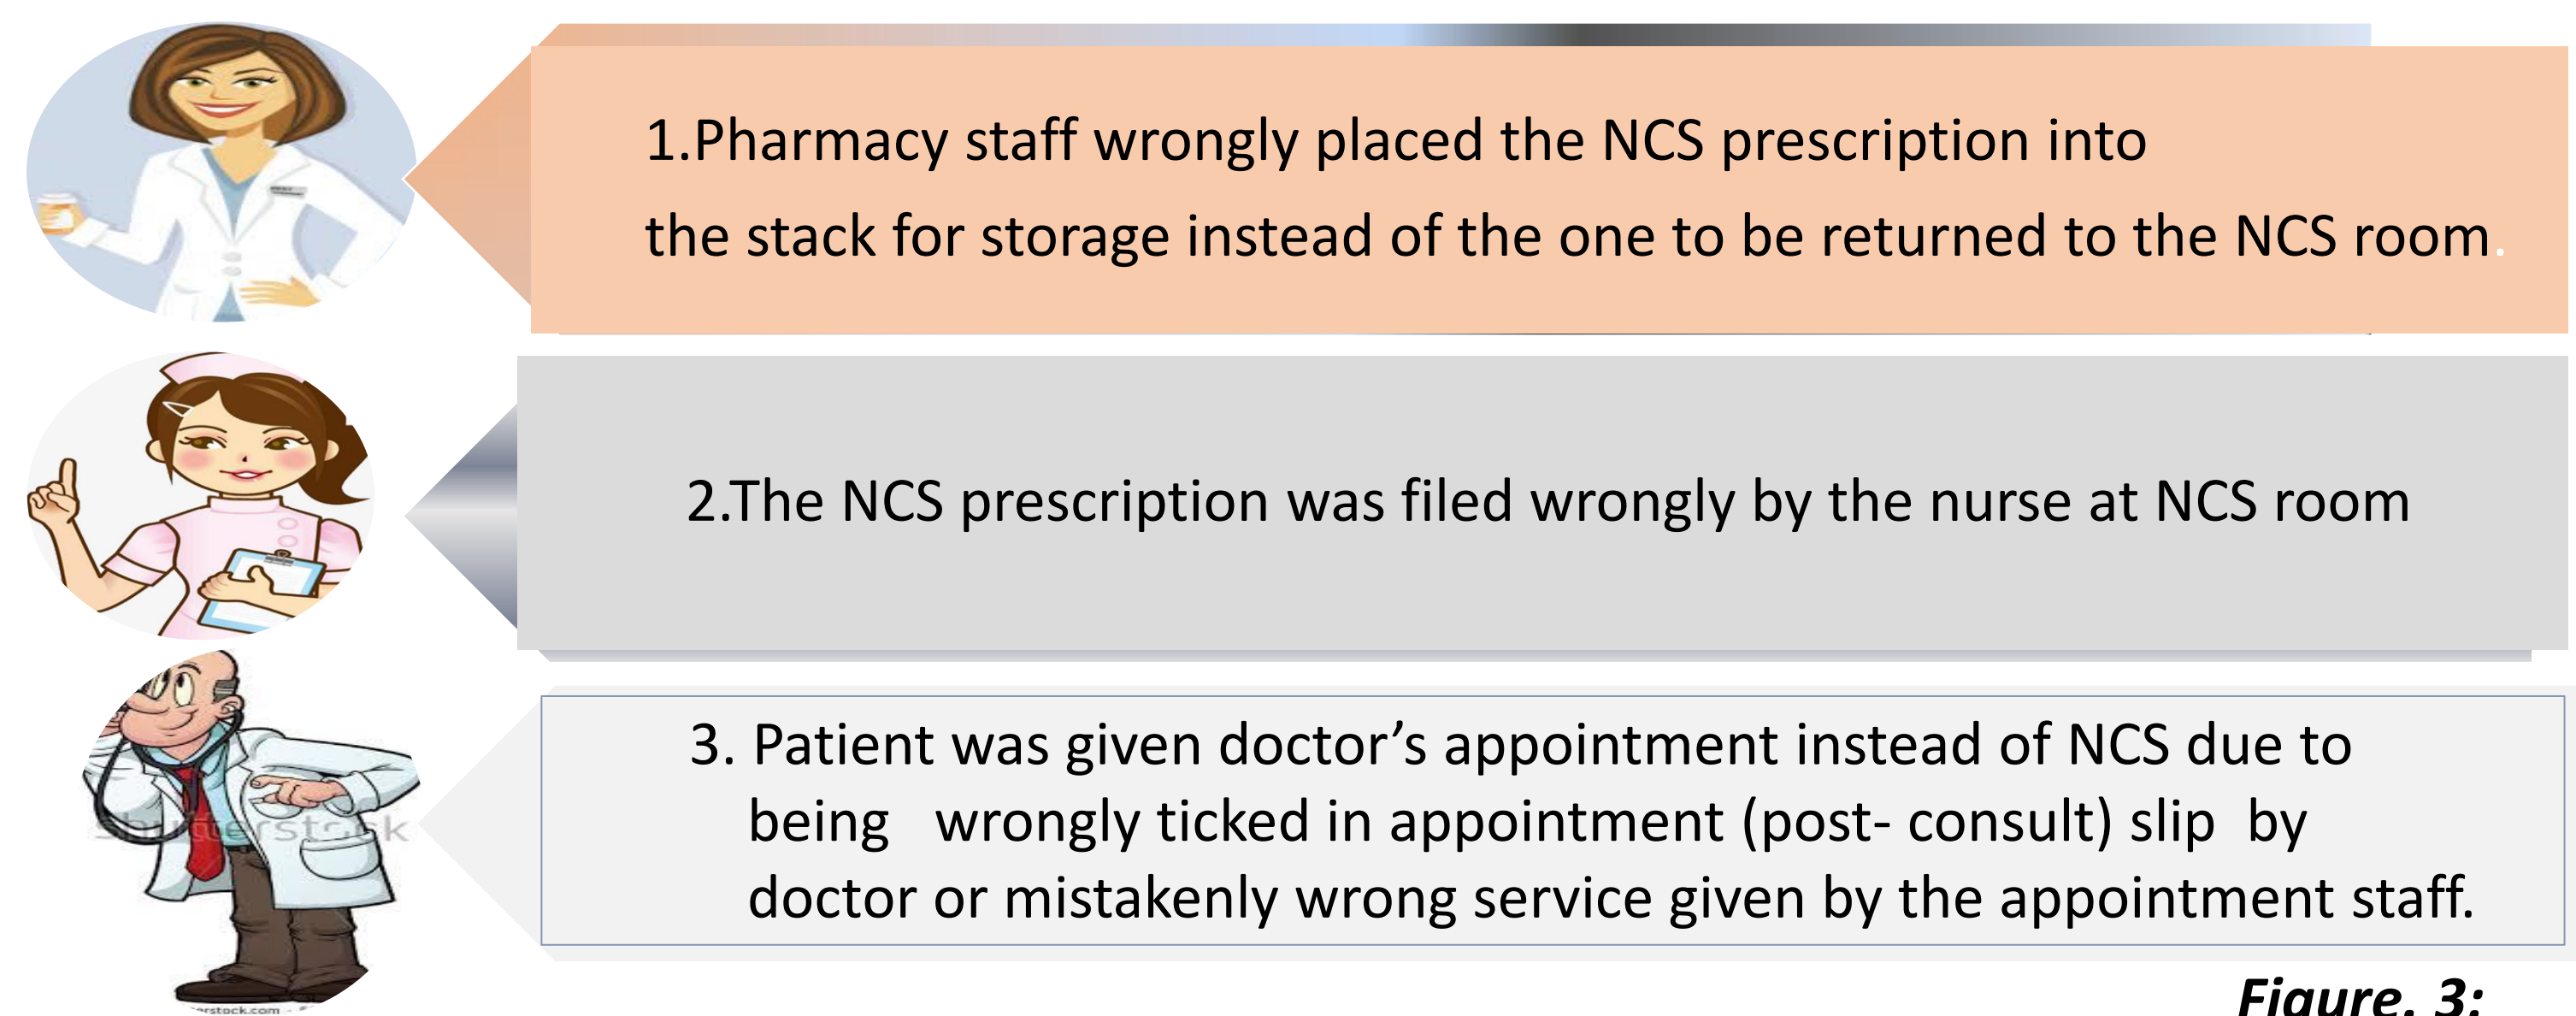 1.Pharmacy staff wrongly placed the NCS prescription into
the stack for storage instead of the one to be returned to the NCS room.
2.The NCS prescription was filed wrongly by the nurse at NCS room
3. Patient was given doctor’s appointment instead of NCS due to
being wrongly ticked in appointment (post- consult) slip by
doctor or mistakenly wrong service given by the appointment staff.
shutterstock
erstock.com
Figure. 3: